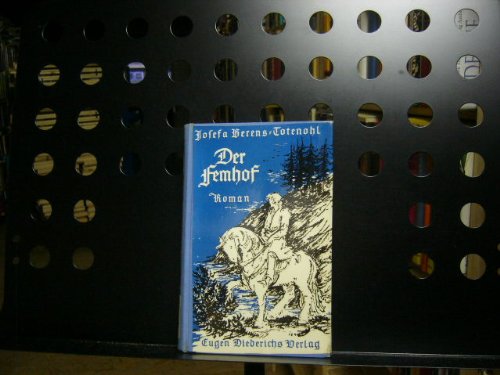 Josefa Berens-Totenohl
Der
Femhof
Roman
Eugen Diederichs Verlag